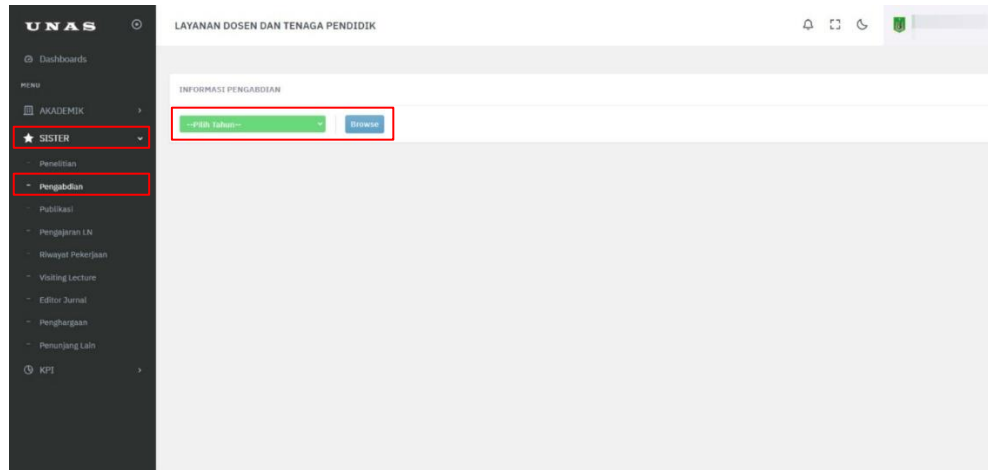 UNAS
LAYANAN DOSEN DAN TENAGA PENDIDIK
Dashboards
MENU
AKADEMIK
SISTER
Penelitian
Pengabdian
Publikasi
Pengajaran LN
Riwayat Pekerjaan
Visiting Lecture
Editor Jurnal
Penghargaan
Penunjang Lain
KPI
INFORMASI PENGABDIAN
--Pilih Tahun--
Browse